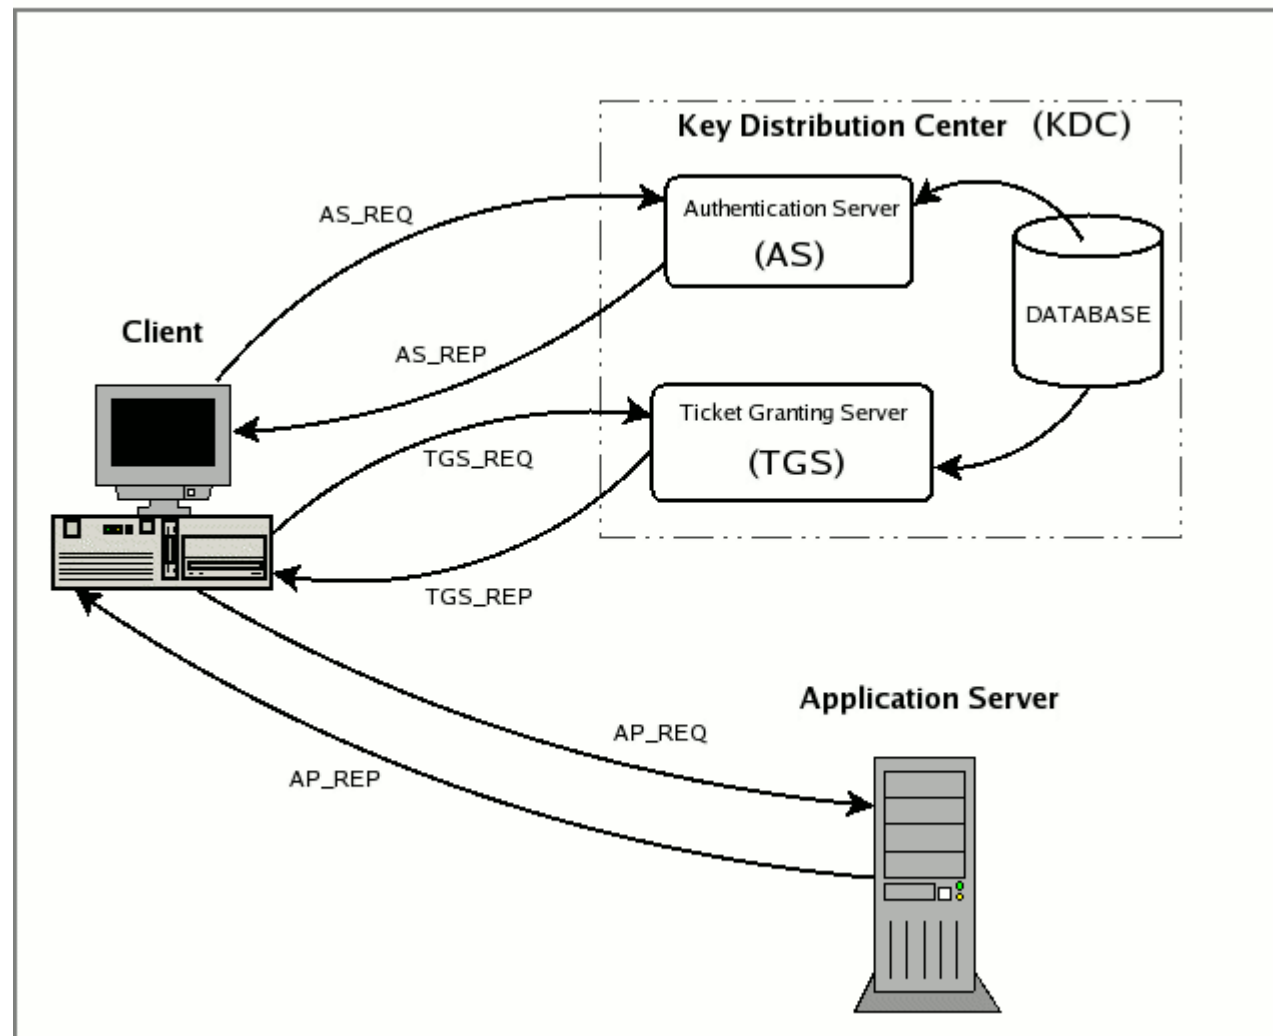 Key Distribution Center (KDC)
AS_REQ
Authentication Server
(AS)
DATABASE
Client
AS_REP
Ticket Granting Server
(TGS)
TGS_REQ
TGS_REP
Application Server
AP_REQ
AP_REP